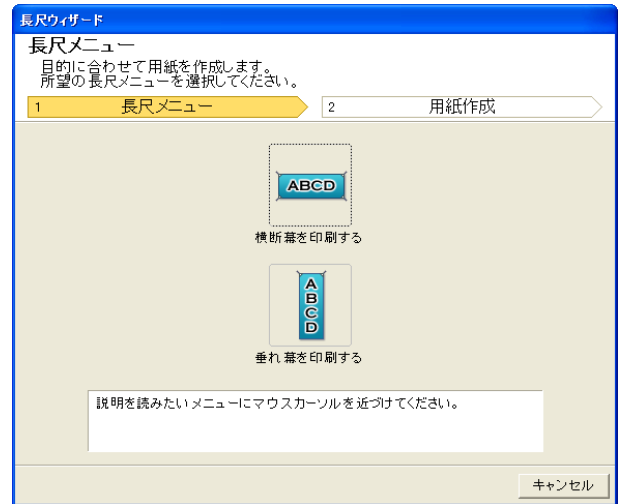 長尺ウィザード
長尺メニュー
目的に合わせて用紙を作成します。
所望の長尺メニューを選択してください。
1 長尺メニュー 2 用紙作成
ABCD
横断幕を印刷する
A
B
C
D
垂れ幕を印刷する
説明を読みたいメニューにマウスカーソルを近づけてください。
キャンセル